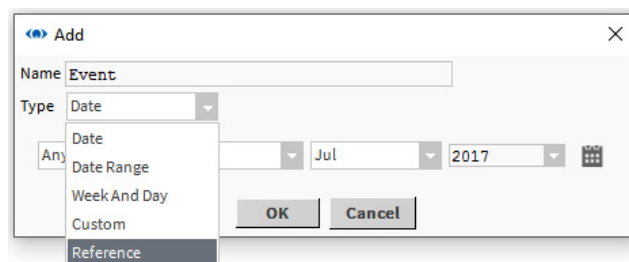 Add
Name Event
Type Date
Date
Any Jul 2017
Date Range
Week And Day
Custom
OK Cancel
Reference